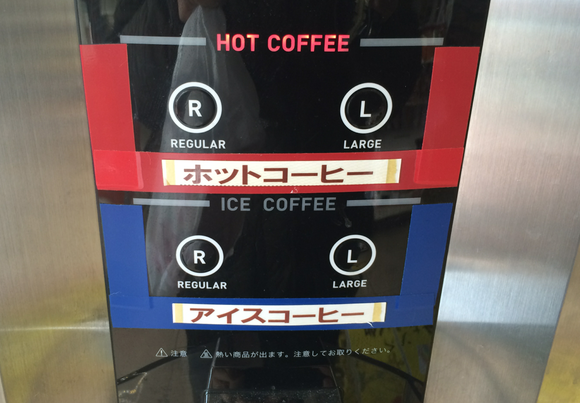 HOT COFFEE
R L
REGULAR LARGE
ホットコーヒー
ICE COFFEE
R L
REGULAR LARGE
アイスコーヒー
注意 熱い商品が出ます。注意してお取りください。